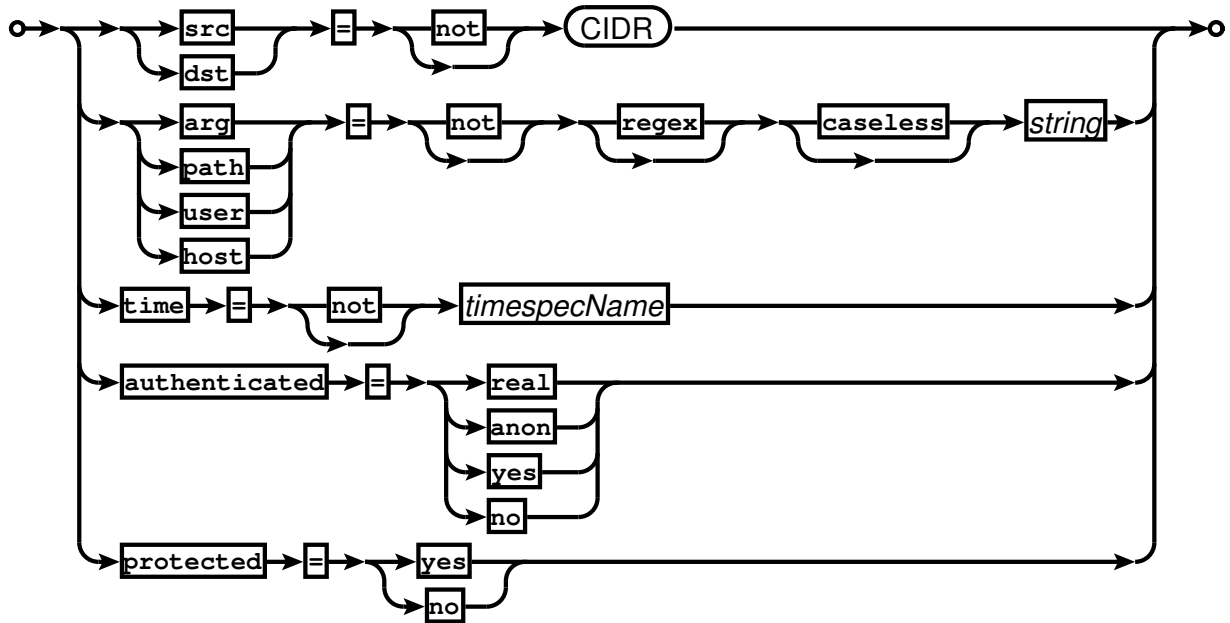 src = not CIDR
dst
arg = not regex caseless string
path
user
host
time = not timespecName
authenticated = real
anon
yes
no
protected = yes
no